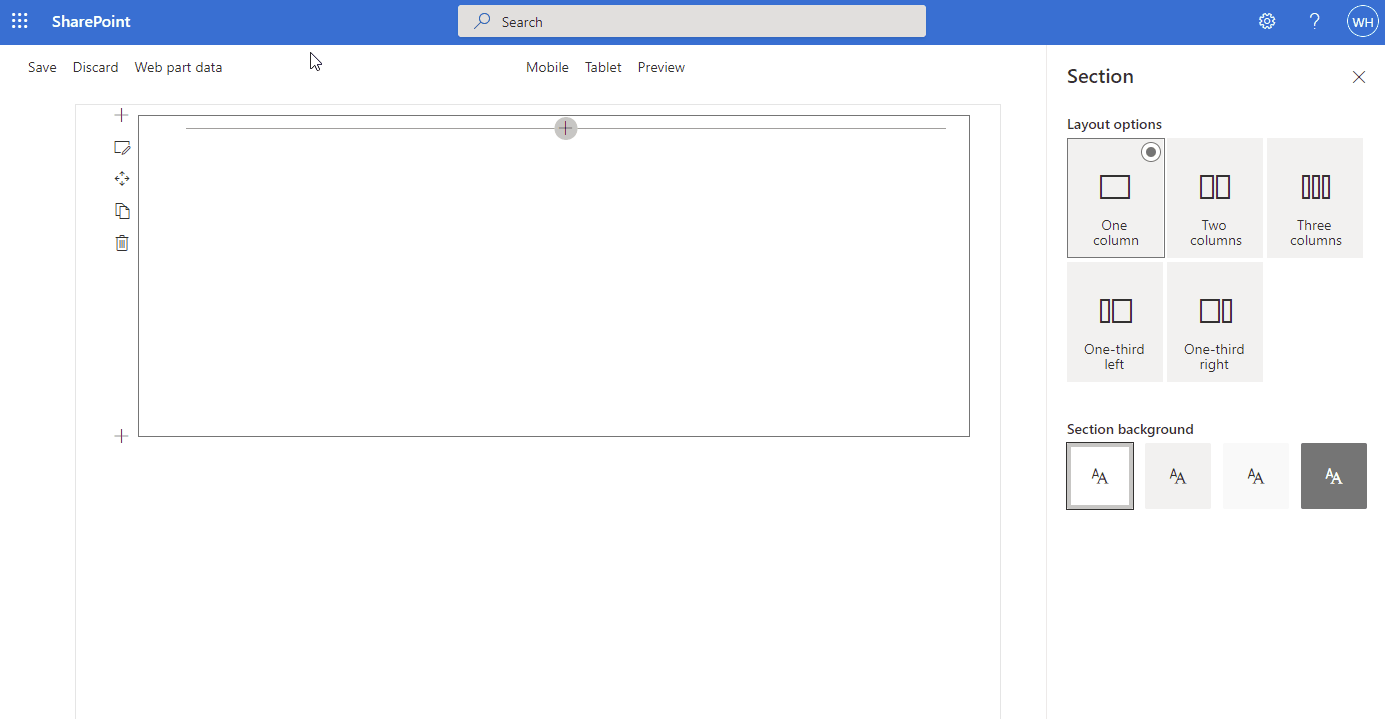 SharePoint
Search
?
WH
Save Discard Web part data
Mobile Tablet Preview
Section
Layout options
One
column
Two
columns
Three
columns
One-third
left
One-third
right
Section background
AA
AA
AA
AA